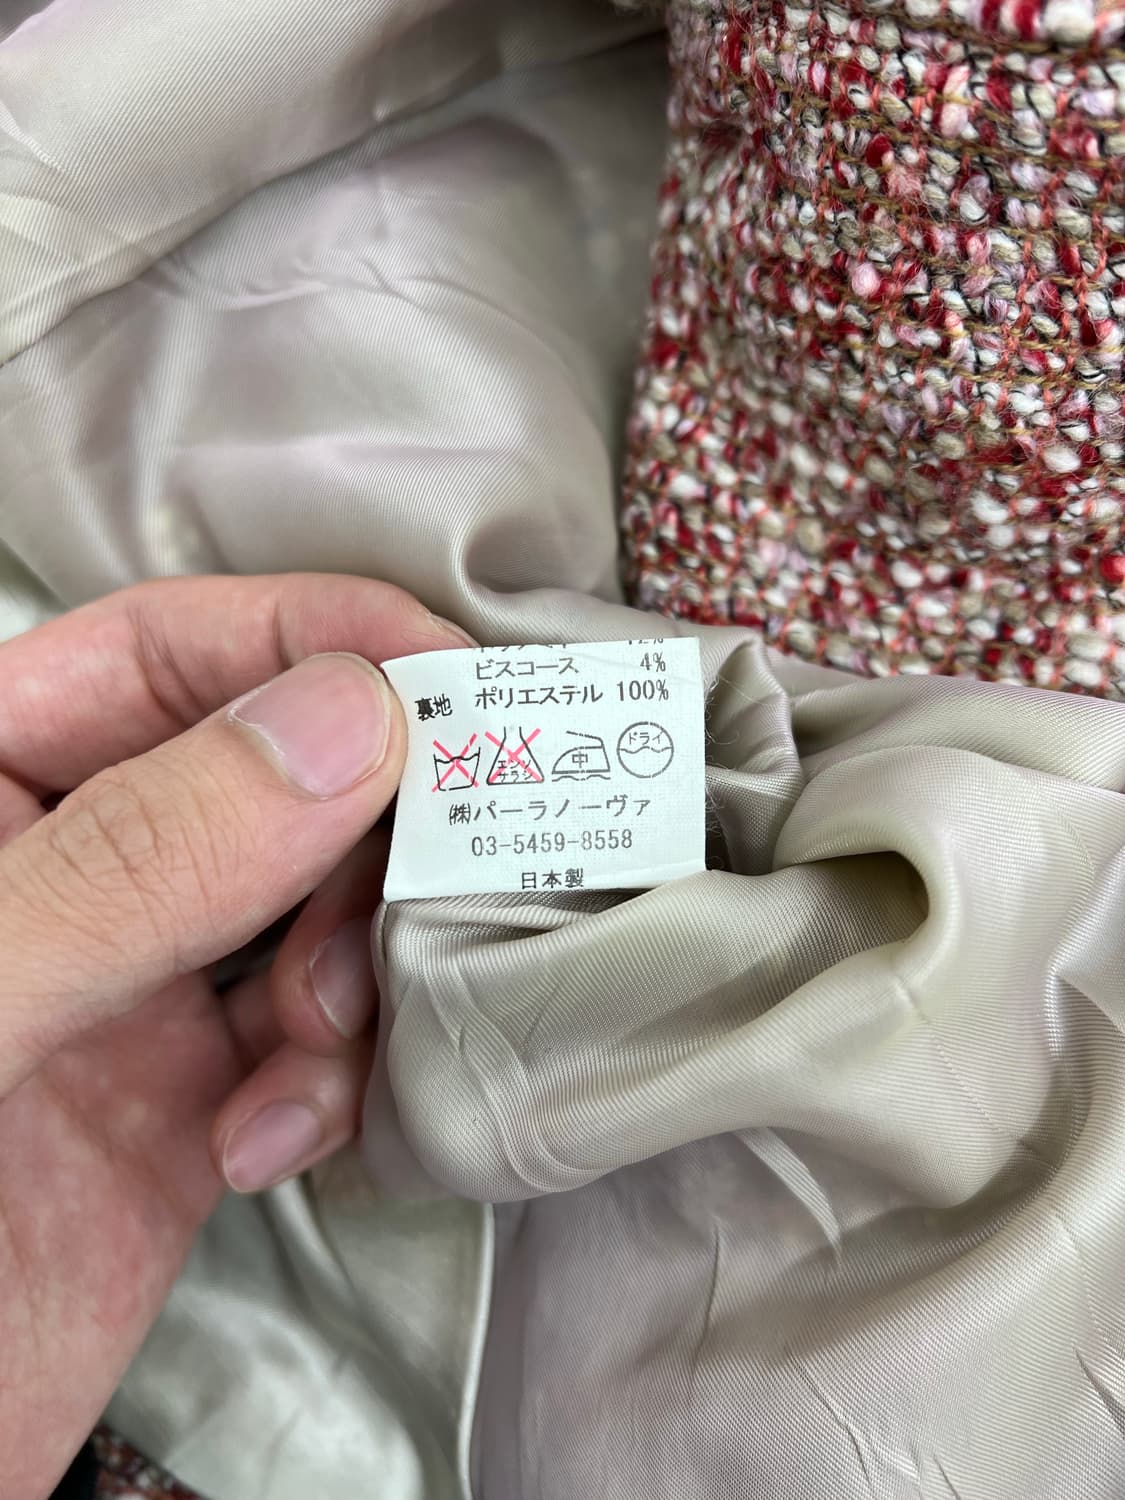 ビスコース 4%
裏地 ポリエステル 100%
エンソ サラシ 中 ドライ
㈱パーラノーヴァ
03-5459-8558
日本製